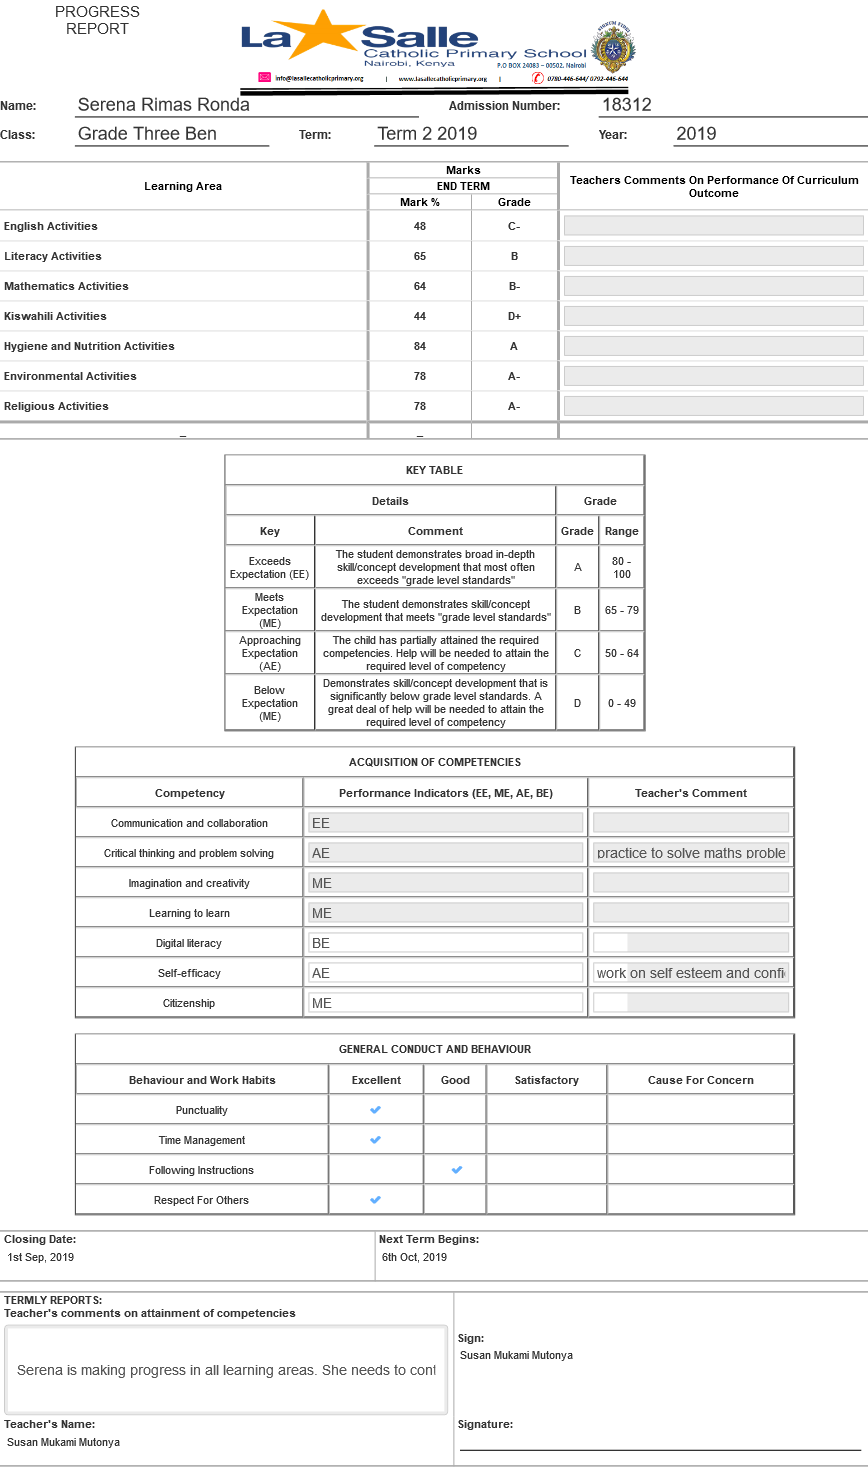 PROGRESS
REPORT
La Salle
Catholic Primary School
Nairobi, Kenya
P.O BOX 24083 – 00502, Nairobi
info@lasallecatholicprimary.org | www.lasallecatholicprimary.org | 0780-446-644/ 0792-446-644
Name: Serena Rimas Ronda Admission Number: 18312
Class: Grade Three Ben Term: Term 2 2019 Year: 2019
Learning Area Marks Teachers Comments On Performance Of Curriculum Outcome
END TERM
Mark % Grade
English Activities 48 C-
Literacy Activities 65 B
Mathematics Activities 64 B-
Kiswahili Activities 44 D+
Hygiene and Nutrition Activities 84 A
Environmental Activities 78 A-
Religious Activities 78 A-
_ _
KEY TABLE
Details Grade
Key Comment Grade Range
Exceeds Expectation (EE) The student demonstrates broad in-depth skill/concept development that most often exceeds "grade level standards" A 80 - 100
Meets Expectation (ME) The student demonstrates skill/concept development that meets "grade level standards" B 65 - 79
Approaching Expectation (AE) The child has partially attained the required competencies. Help will be needed to attain the required level of competency C 50 - 64
Below Expectation (ME) Demonstrates skill/concept development that is significantly below grade level standards. A great deal of help will be needed to attain the required level of competency D 0 - 49
ACQUISITION OF COMPETENCIES
Competency Performance Indicators (EE, ME, AE, BE) Teacher's Comment
Communication and collaboration EE
Critical thinking and problem solving AE practice to solve maths proble
Imagination and creativity ME
Learning to learn ME
Digital literacy BE
Self-efficacy AE work on self esteem and confi
Citizenship ME
GENERAL CONDUCT AND BEHAVIOUR
Behaviour and Work Habits Excellent Good Satisfactory Cause For Concern
Punctuality ✓
Time Management ✓
Following Instructions ✓
Respect For Others ✓
Closing Date: Next Term Begins:
1st Sep, 2019 6th Oct, 2019
TERMLY REPORTS:
Teacher's comments on attainment of competencies
Serena is making progress in all learning areas. She needs to cont
Sign:
Susan Mukami Mutonya
Teacher's Name: Signature:
Susan Mukami Mutonya